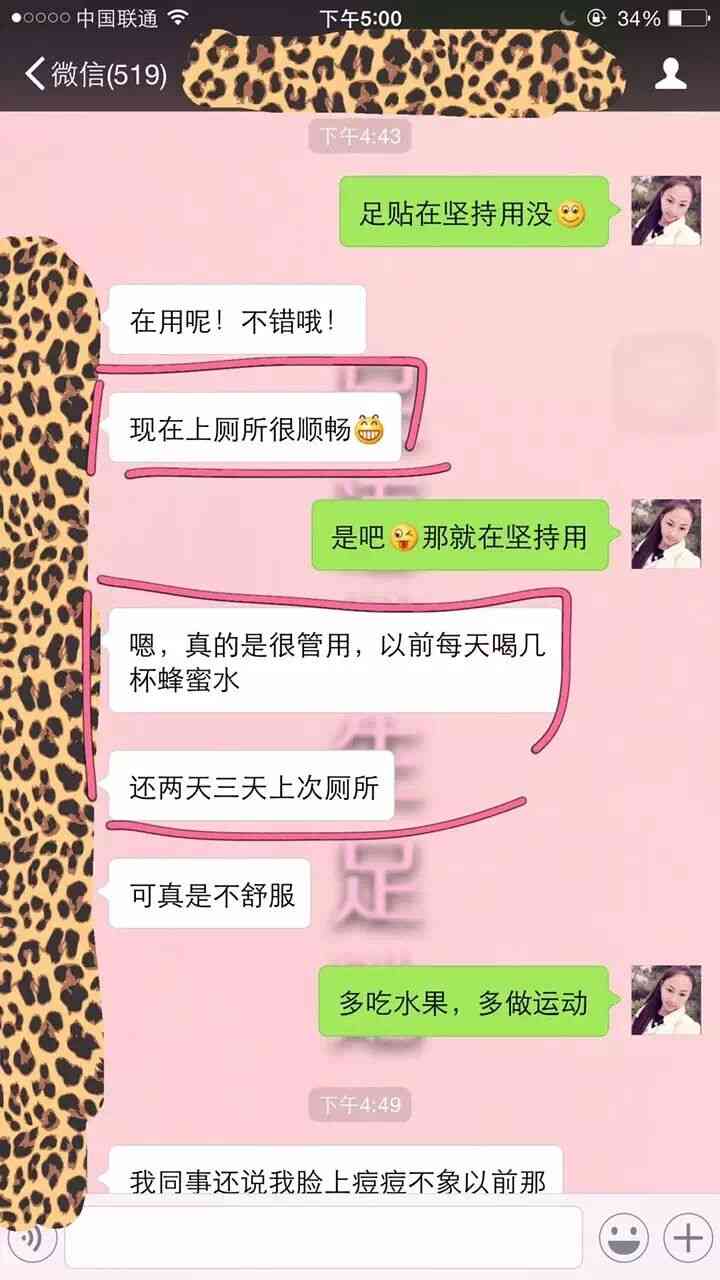 中国联通
下午5:00
34%
微信(519)
下午4:43
足贴在坚持用没
在用呢！不错哦！
现在上厕所很顺畅
是吧😜那就在坚持用
嗯，真的是很管用，以前每天喝几
杯蜂蜜水
还两天三天上次厕所
可真是不舒服
多吃水果，多做运动
下午4:49
我同事还说我脸上痘痘不象以前那